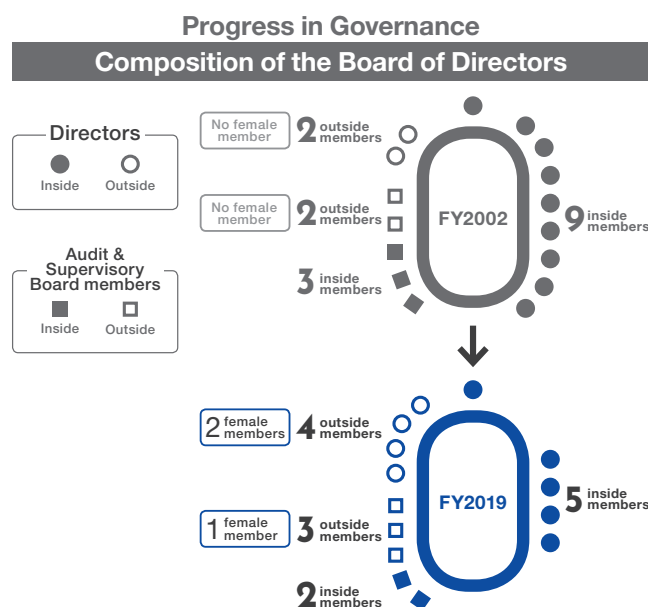 Progress in Governance
Composition of the Board of Directors
Directors
Inside
Outside
Audit &
Supervisory
Board members
Inside
Outside
No female
member
2 outside
members
No female
member
2 outside
members
3 inside
members
FY2002
9 inside
members
2 female
members
4 outside
members
1 female
member
3 outside
members
2 inside
members
FY2019
5 inside
members